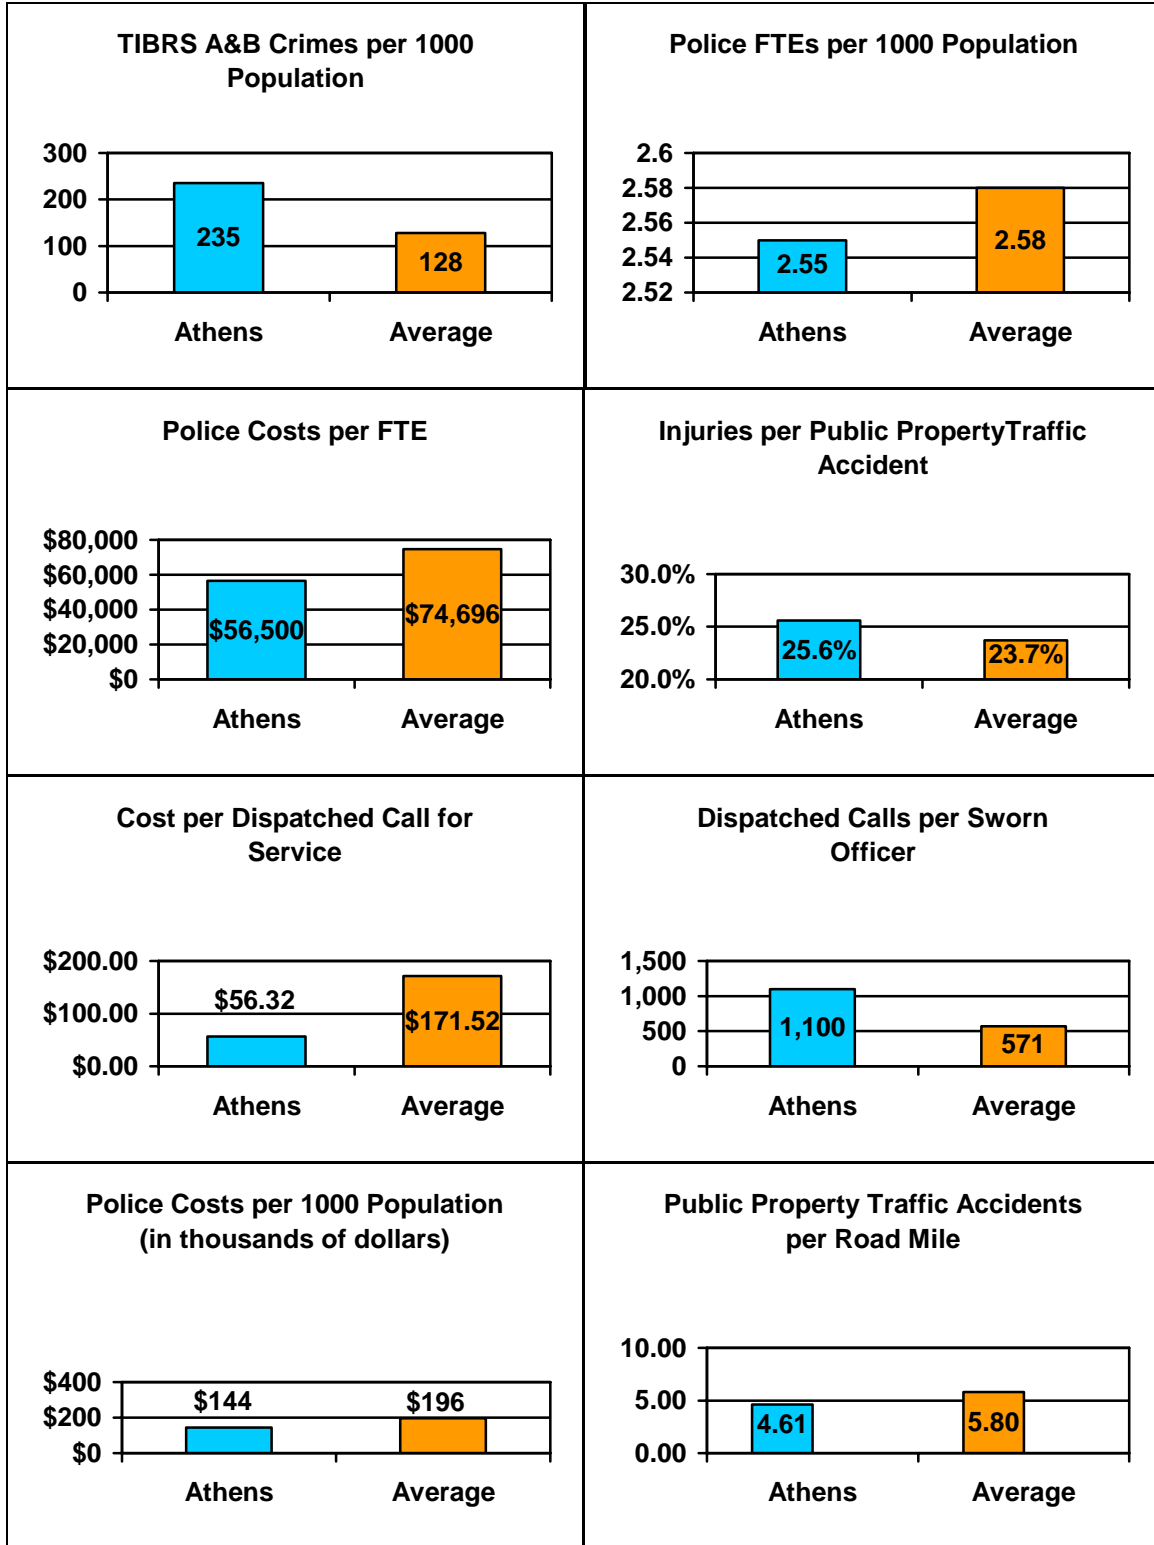 TIBRS A&B Crimes per 1000
Population
300
200
100
0
235
128
Athens Average
Police FTEs per 1000 Population
2.6
2.58
2.56
2.54
2.52
2.55
2.58
Athens Average
Police Costs per FTE
$80,000
$60,000
$40,000
$20,000
$0
$56,500
$74,696
Athens Average
Injuries per Public PropertyTraffic
Accident
30.0%
25.0%
20.0%
25.6%
23.7%
Athens Average
Cost per Dispatched Call for
Service
$200.00
$100.00
$0.00
$56.32
$171.52
Athens Average
Dispatched Calls per Sworn
Officer
1,500
1,000
500
0
1,100
571
Athens Average
Police Costs per 1000 Population
(in thousands of dollars)
$400
$200
$0
$144
$196
Athens Average
Public Property Traffic Accidents
per Road Mile
10.00
5.00
0.00
4.61
5.80
Athens Average